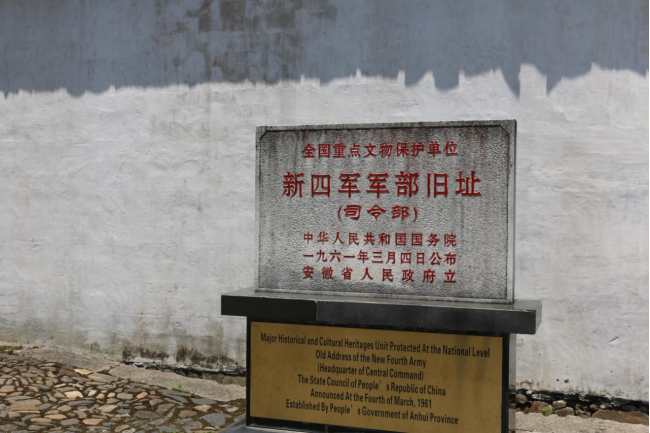 全国重点文物保护单位
新四军军部旧址
(司令部)
中华人民共和国国务院
一九六一年三月四日公布
安徽省人民政府立
Major Historical and Cultural Heritages Unit Protected At the National Level
Old Address of the New Fourth Army
(Headquarter of Central Command)
The State Council of People's Republic of China
Announced At the Fourth of March, 1961
Established By People's Government of Anhui Province